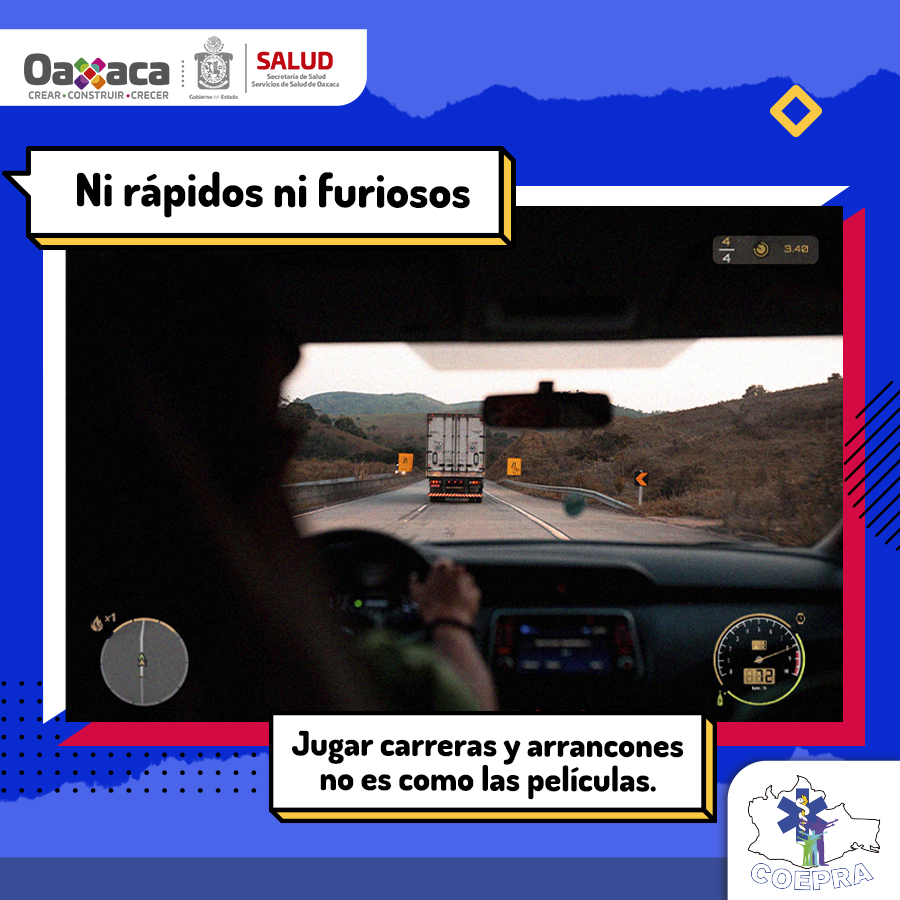 Oaxaca
CREAR•CONSTRUIR•CRECER
Gobierno del Estado
SALUD
Secretaría de Salud
Servicios de Salud de Oaxaca
Ni rápidos ni furiosos
4
4
3.40
x1
km/h
Jugar carreras y arrancones
no es como las películas.
COEPRA